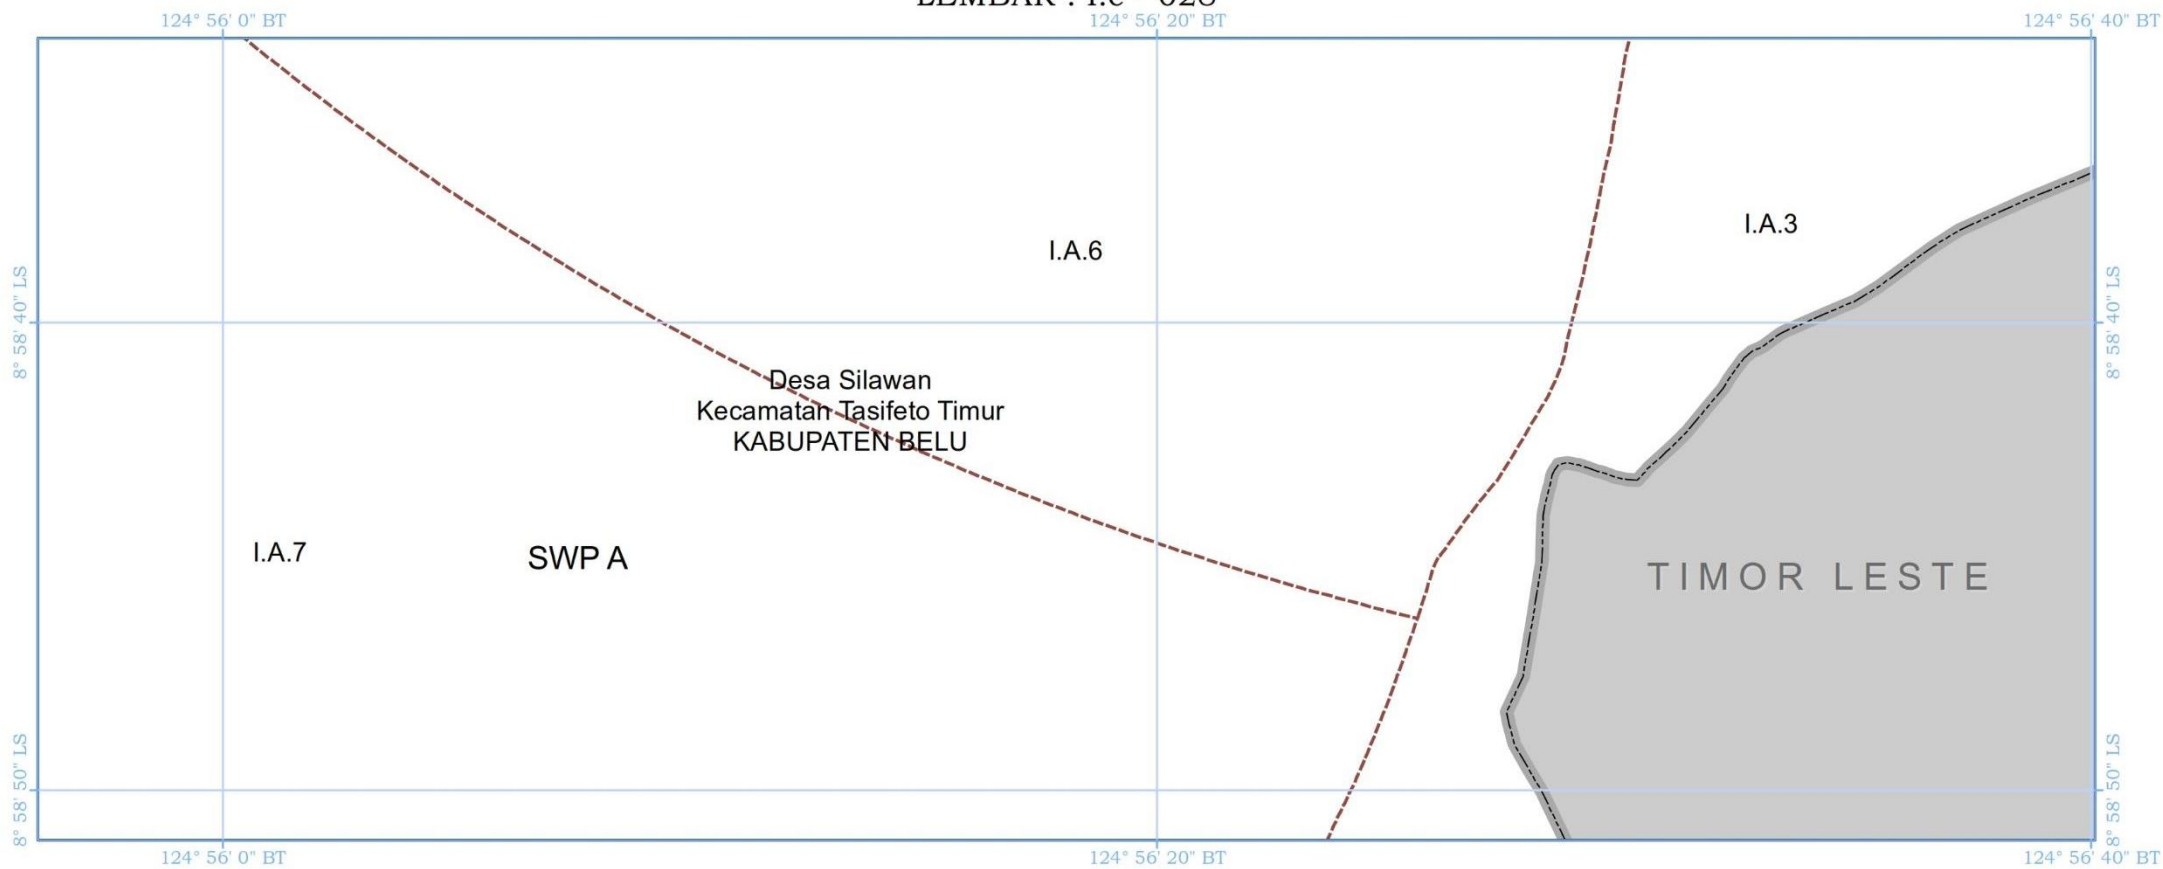 124° 56' 0" BT
124° 56' 20" BT
124° 56' 40" BT
I.A.3
I.A.6
8° 58' 40" LS
8° 58' 40" LS
Desa Silawan
Kecamatan Tasifeto Timur
KABUPATEN BELU
I.A.7
SWP A
TIMOR LESTE
8° 58' 50" LS
8° 58' 50" LS
124° 56' 0" BT
124° 56' 20" BT
124° 56' 40" BT